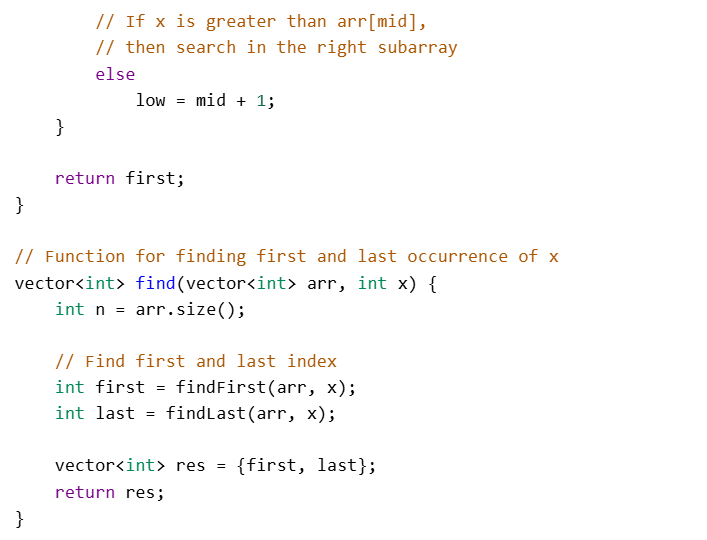 // If x is greater than arr[mid],
        // then search in the right subarray
        else
            low = mid + 1;
    }

    return first;
}

// Function for finding first and last occurrence of x
vector<int> find(vector<int> arr, int x) {
    int n = arr.size();

    // Find first and last index
    int first = findFirst(arr, x);
    int last = findLast(arr, x);

    vector<int> res = {first, last};
    return res;
}